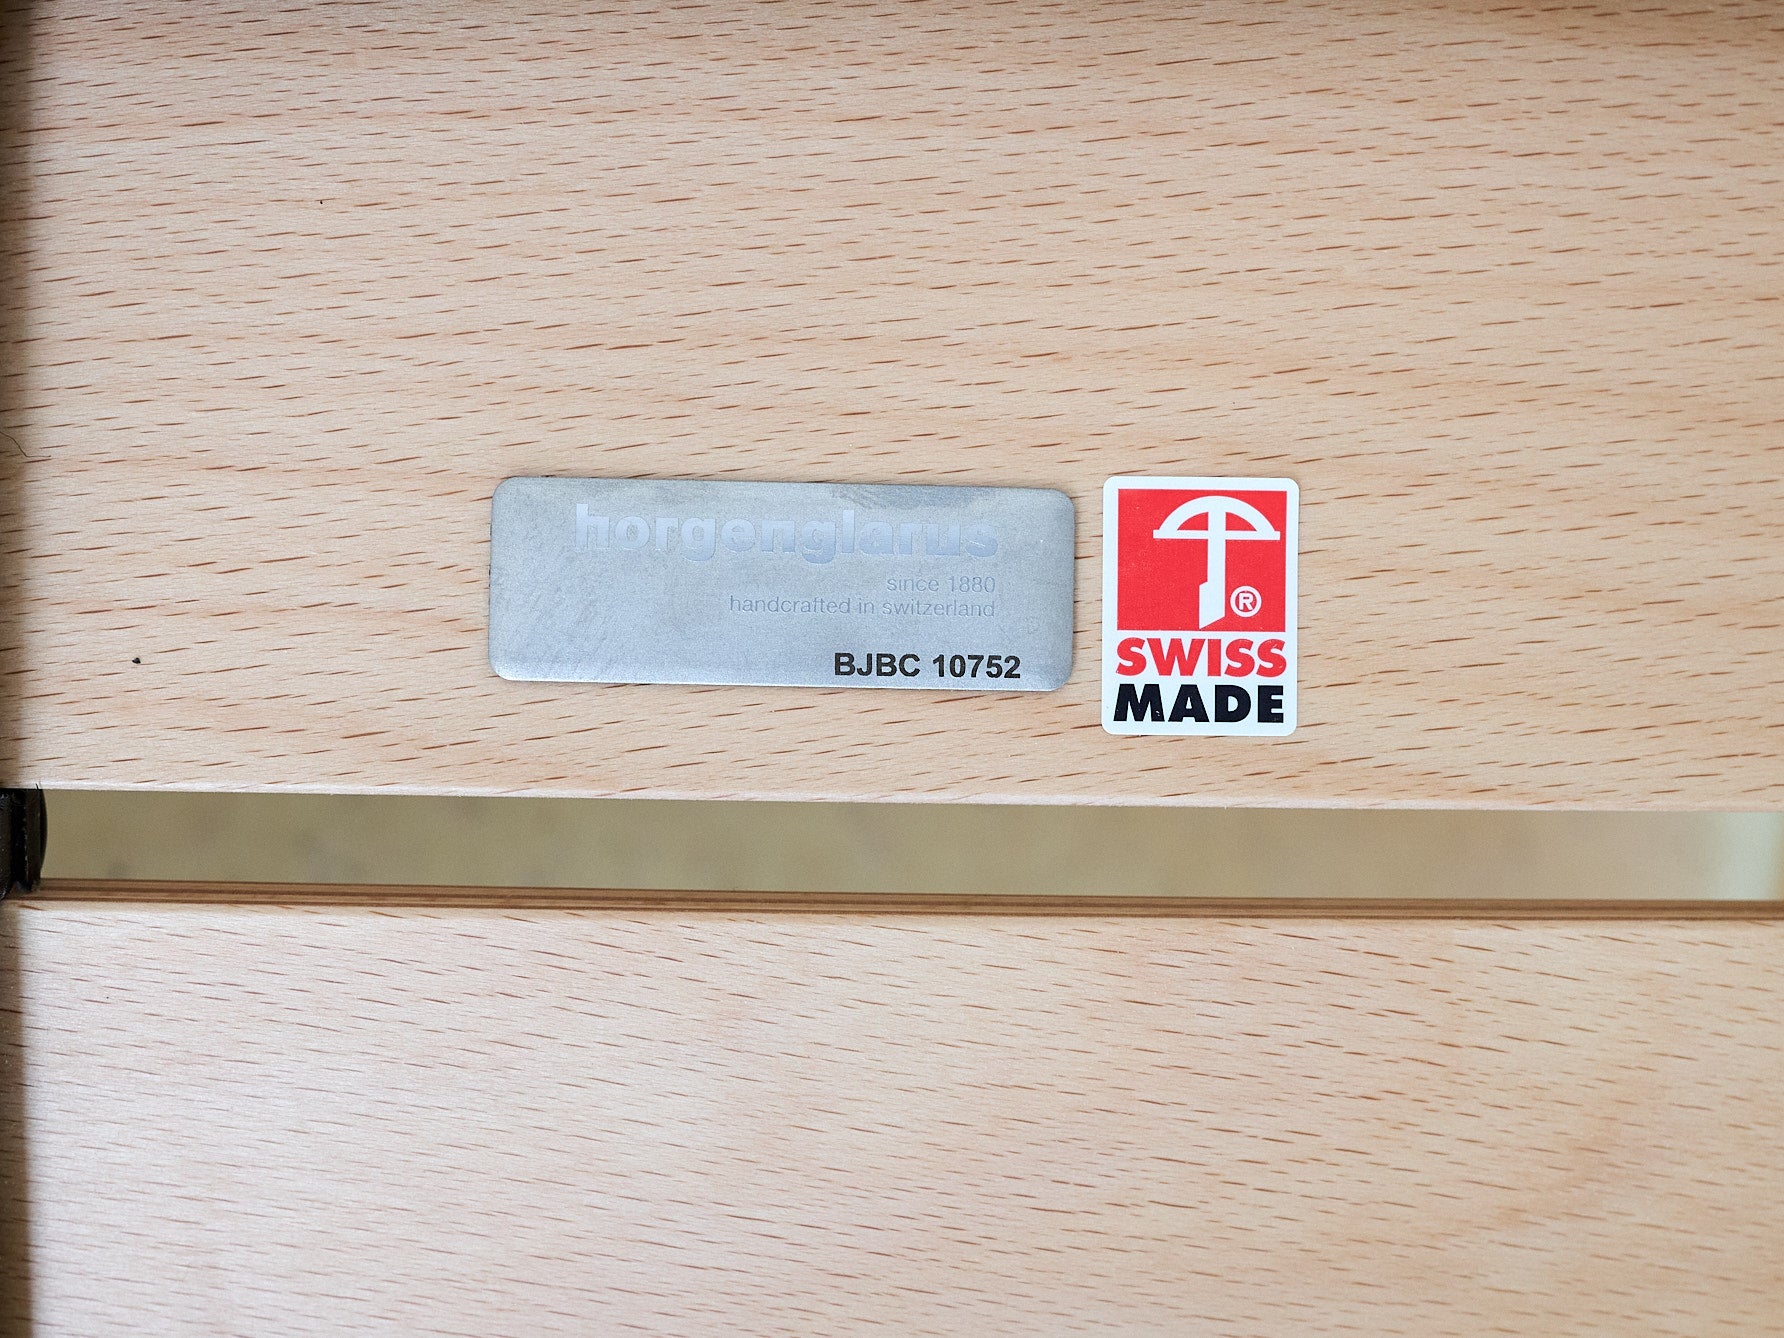 horgenglarus
since 1880
handcrafted in switzerland
BJBC 10752
®
SWISS
MADE